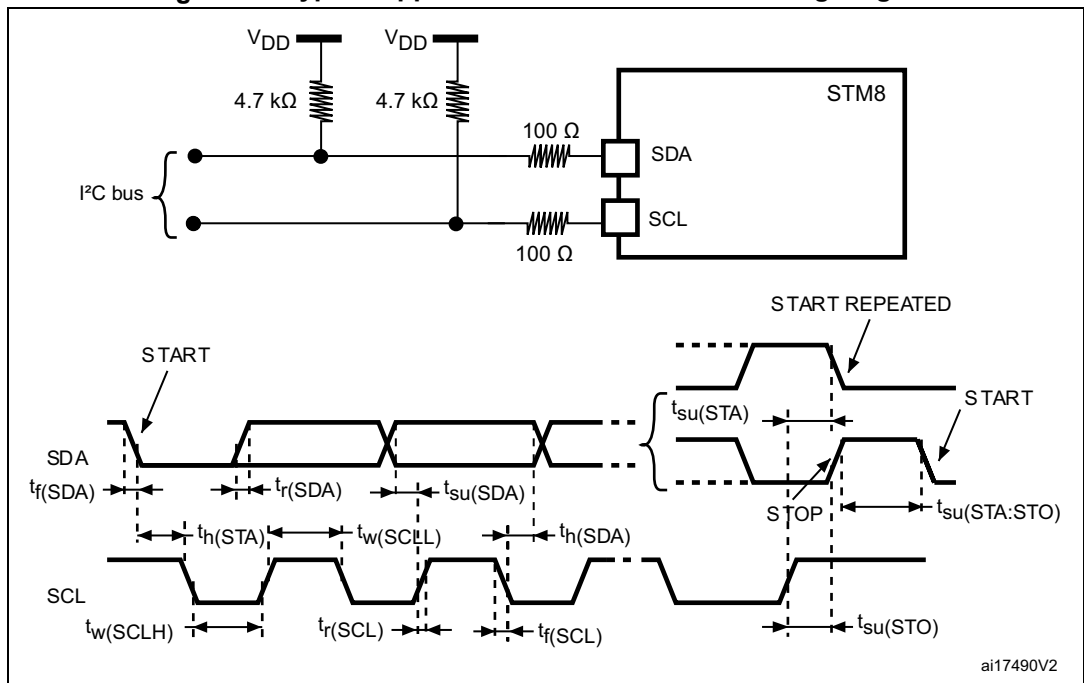 VDD VDD
4.7 kΩ 4.7 kΩ
STM8
100 Ω
SDA
I²C bus
SCL
100 Ω
START REPEATED
START
tsu(STA)
START
SDA
tf(SDA) tr(SDA) tsu(SDA)
STOP
tsu(STA:STO)
th(STA) tw(SCLL) th(SDA)
SCL
tw(SCLH) tr(SCL) tf(SCL) tsu(STO)
ai17490V2